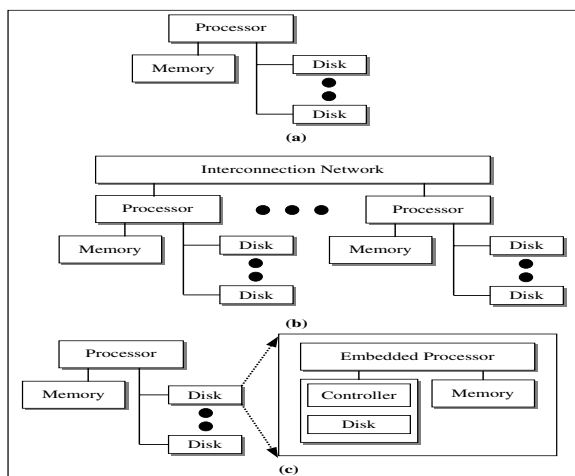 Processor
Memory
Disk
Disk
(a)
Interconnection Network
Processor
Processor
Memory
Disk
Memory
Disk
Disk
Disk
(b)
Processor
Embedded Processor
Memory
Disk
Controller
Memory
Disk
Disk
(c)